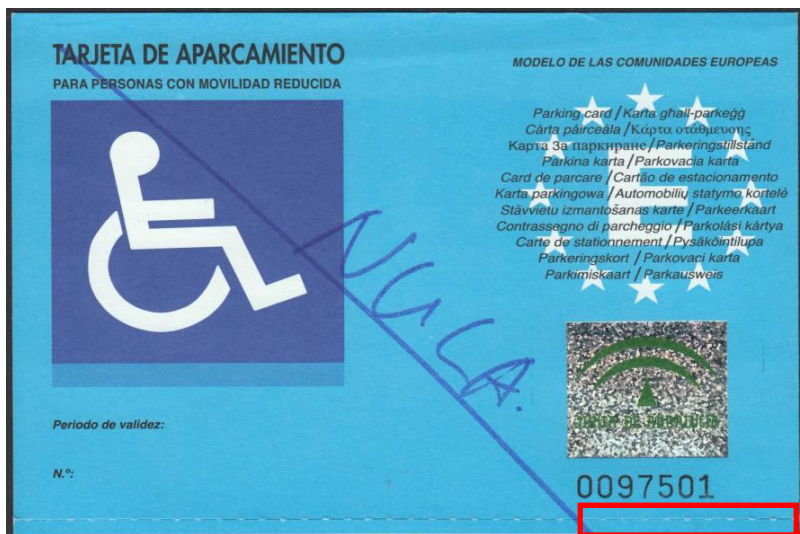 TARJETA DE APARCAMIENTO
PARA PERSONAS CON MOVILIDAD REDUCIDA
MODELO DE LAS COMUNIDADES EUROPEAS
Parking card / Karta għall-parkeġġ
Cárta páirceála / Κάρτα στάθμευσης
Карта За паркиране / Parkeringstillstånd
Parkina karta / Parkovacia karta
Card de parcare / Cartão de estacionamento
Karta parkingowa / Automobilių statymo kortelė
Stāvvietu izmantošanas karte / Parkeerkaart
Contrassegno di parcheggio / Parkolási kártya
Carte de stationnement / Pysäköintilupa
Parkeringskort / Parkovací karta
Parkimiskaart / Parkausweis
E
NULA.
JUNTA DE ANDALUCIA
Periodo de validez:
N.º:
0097501